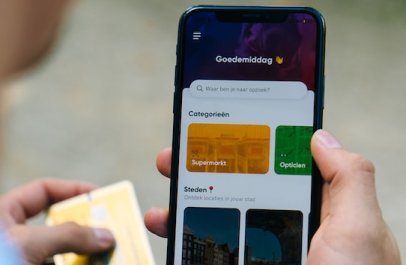 Goedemiddag 👋
Waar ben je naar opzoek?
Categorieën
Supermarkt
Opticien
Steden📍
Ontdek locaties in jouw stad!